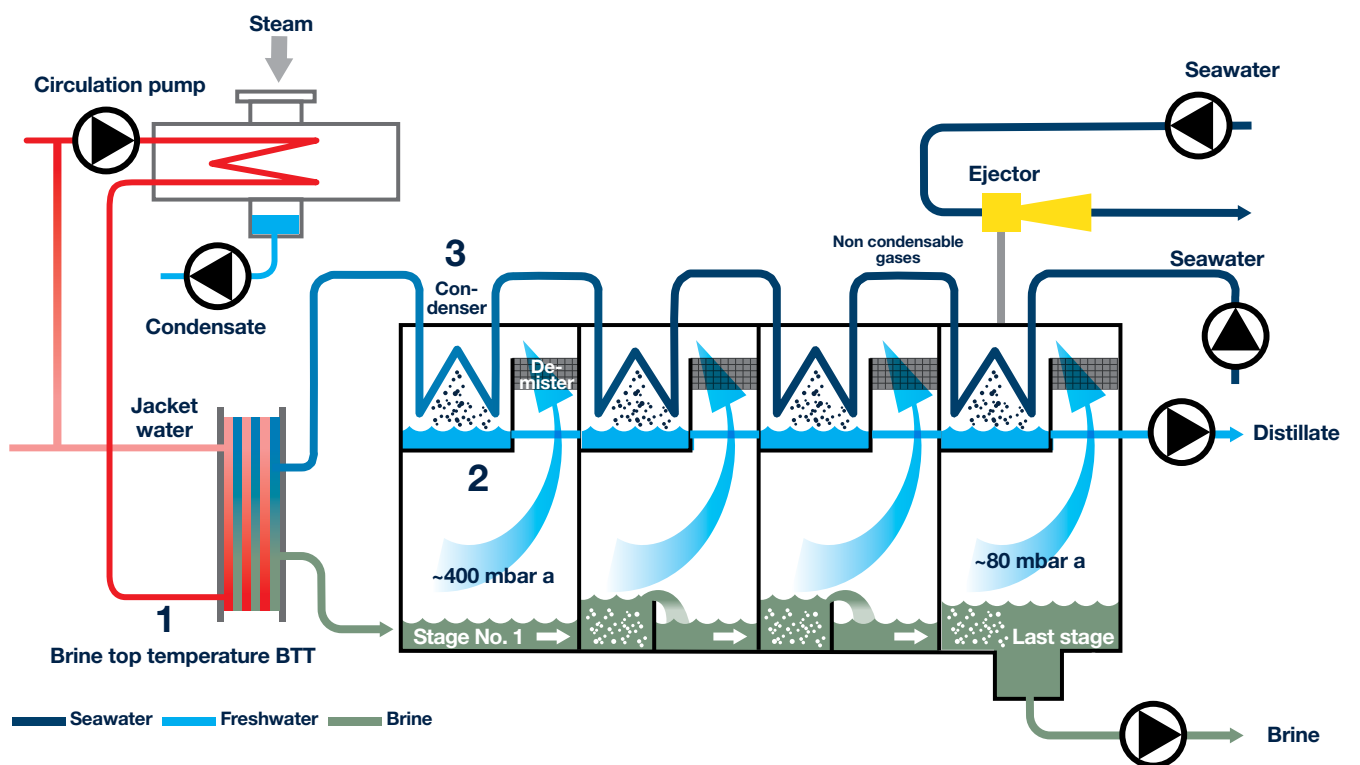 Steam
Circulation pump
Seawater
Ejector
3
Con-
denser
Non condensable
gases
Seawater
Condensate
De-
mister
Jacket
water
Distillate
2
~400 mbar a
~80 mbar a
1
Stage No. 1
Last stage
Brine top temperature BTT
Seawater
Freshwater
Brine
Brine